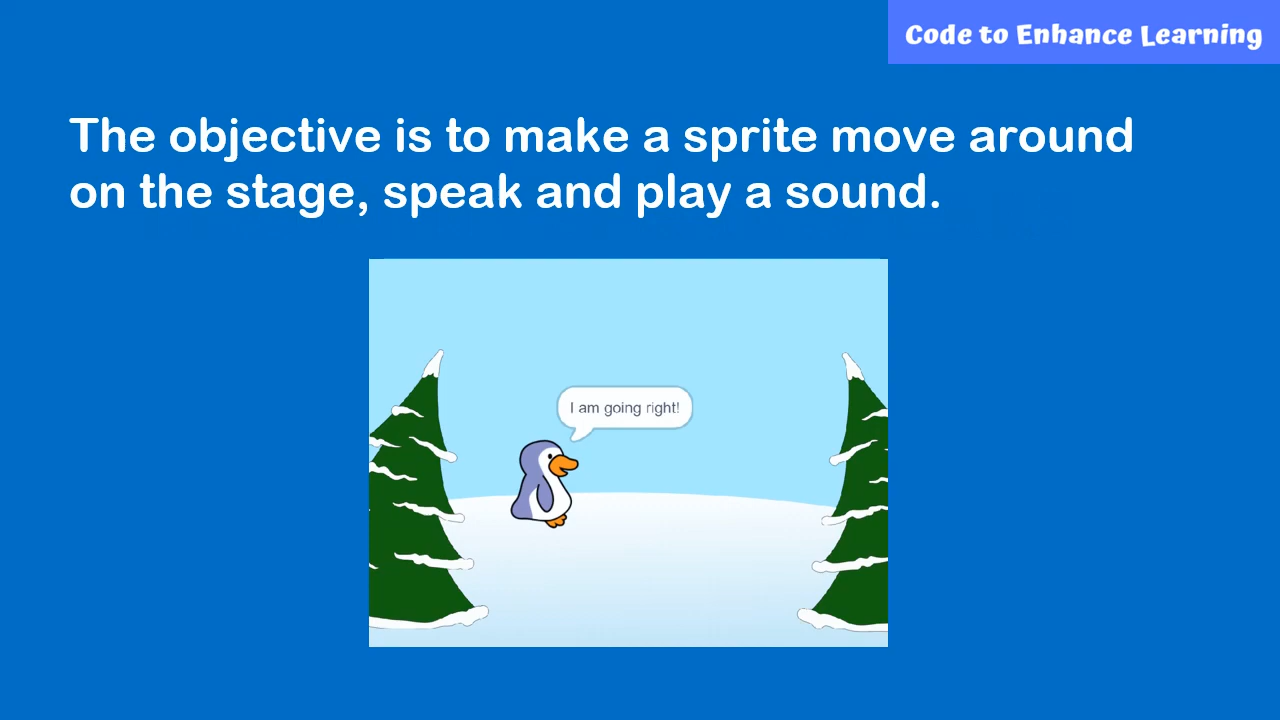 Code to Enhance Learning
The objective is to make a sprite move around
on the stage, speak and play a sound.
I am going right!